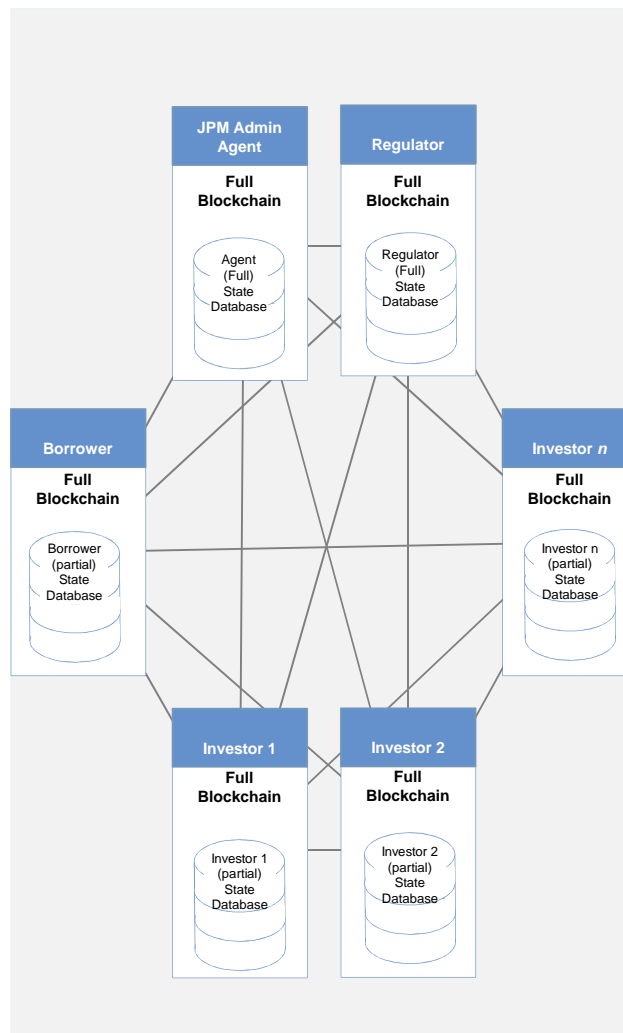 JPM Admin
Agent
Full
Blockchain
Agent
(Full)
State
Database
Regulator
Full
Blockchain
Regulator
(Full)
State
Database
Borrower
Full
Blockchain
Borrower
(partial)
State
Database
Investor n
Full
Blockchain
Investor n
(partial)
State
Database
Investor 1
Full
Blockchain
Investor 1
(partial)
State
Database
Investor 2
Full
Blockchain
Investor 2
(partial)
State
Database